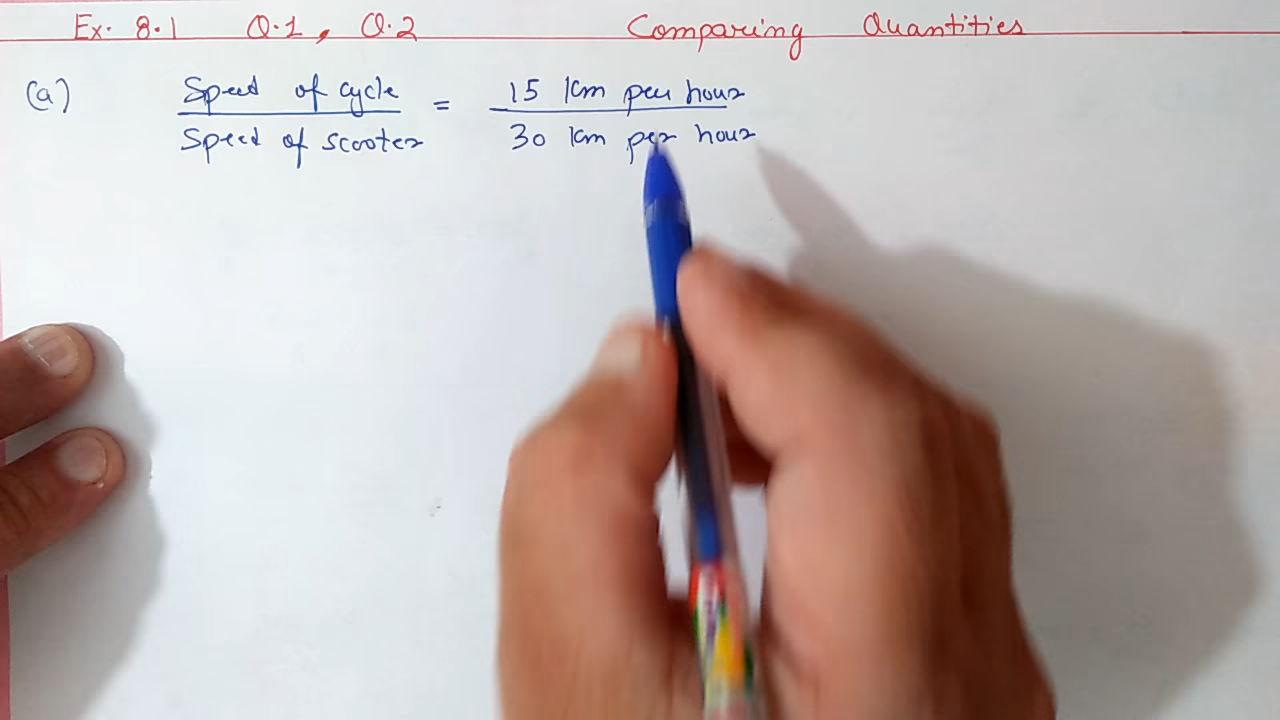 Ex. 8.1 Q.1, Q.2 Comparing Quantities
(a) Speed of cycle = 15 km per hour
Speed of scooter 30 km per hour